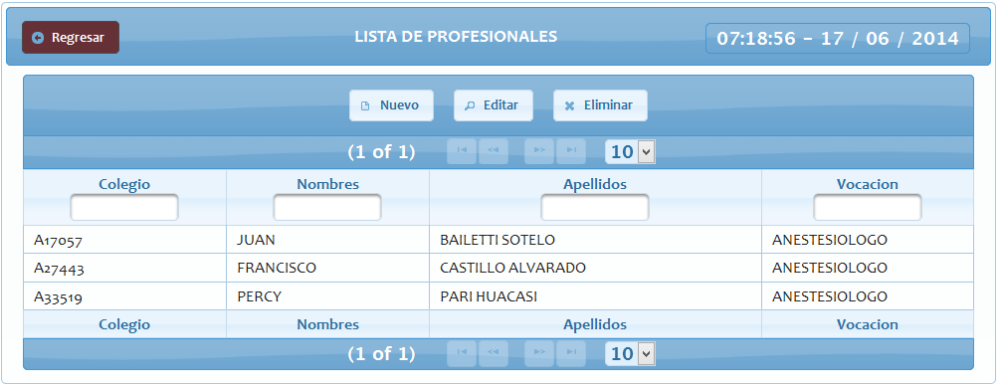 Regresar LISTA DE PROFESIONALES 07:18:56 - 17 / 06 / 2014
Nuevo Editar Eliminar
(1 of 1) 10
Colegio Nombres Apellidos Vocacion
A17057 JUAN BAILETTI SOTELO ANESTESIOLOGO
A27443 FRANCISCO CASTILLO ALVARADO ANESTESIOLOGO
A33519 PERCY PARI HUACASI ANESTESIOLOGO
Colegio Nombres Apellidos Vocacion
(1 of 1) 10